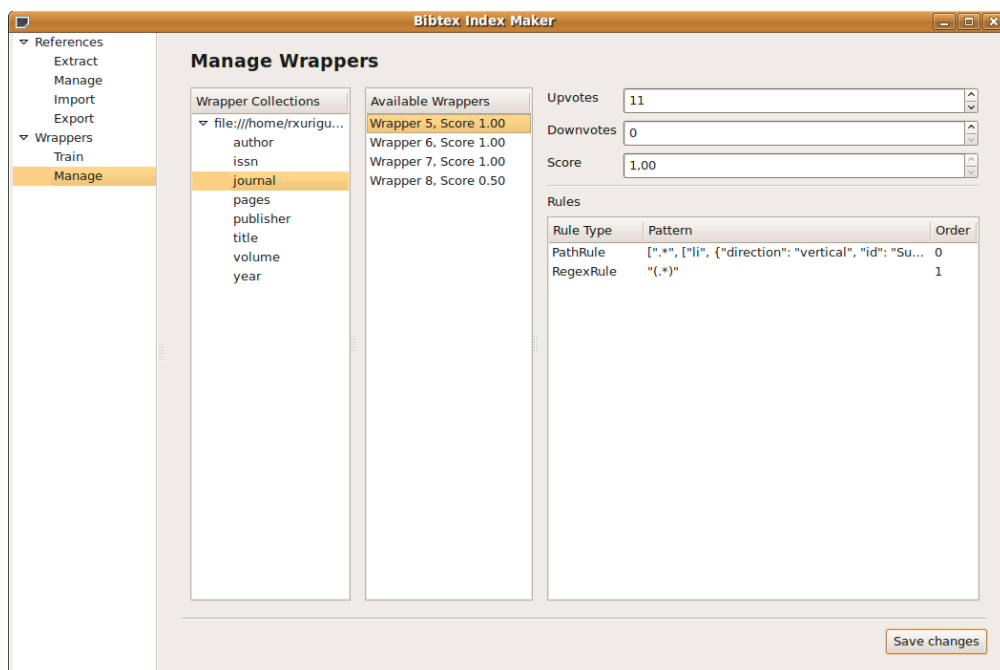 Bibtex Index Maker
References
Extract
Manage
Import
Export
Wrappers
Train
Manage
Manage Wrappers
Wrapper Collections
file:///home/rxurigu...
author
issn
journal
pages
publisher
title
volume
year
Available Wrappers
Wrapper 5, Score 1.00
Wrapper 6, Score 1.00
Wrapper 7, Score 1.00
Wrapper 8, Score 0.50
Upvotes 11
Downvotes 0
Score 1,00
Rules
Rule Type Pattern Order
PathRule [".*", ["li", {"direction": "vertical", "id": "Su... 0
RegexRule "(.*)" 1
Save changes